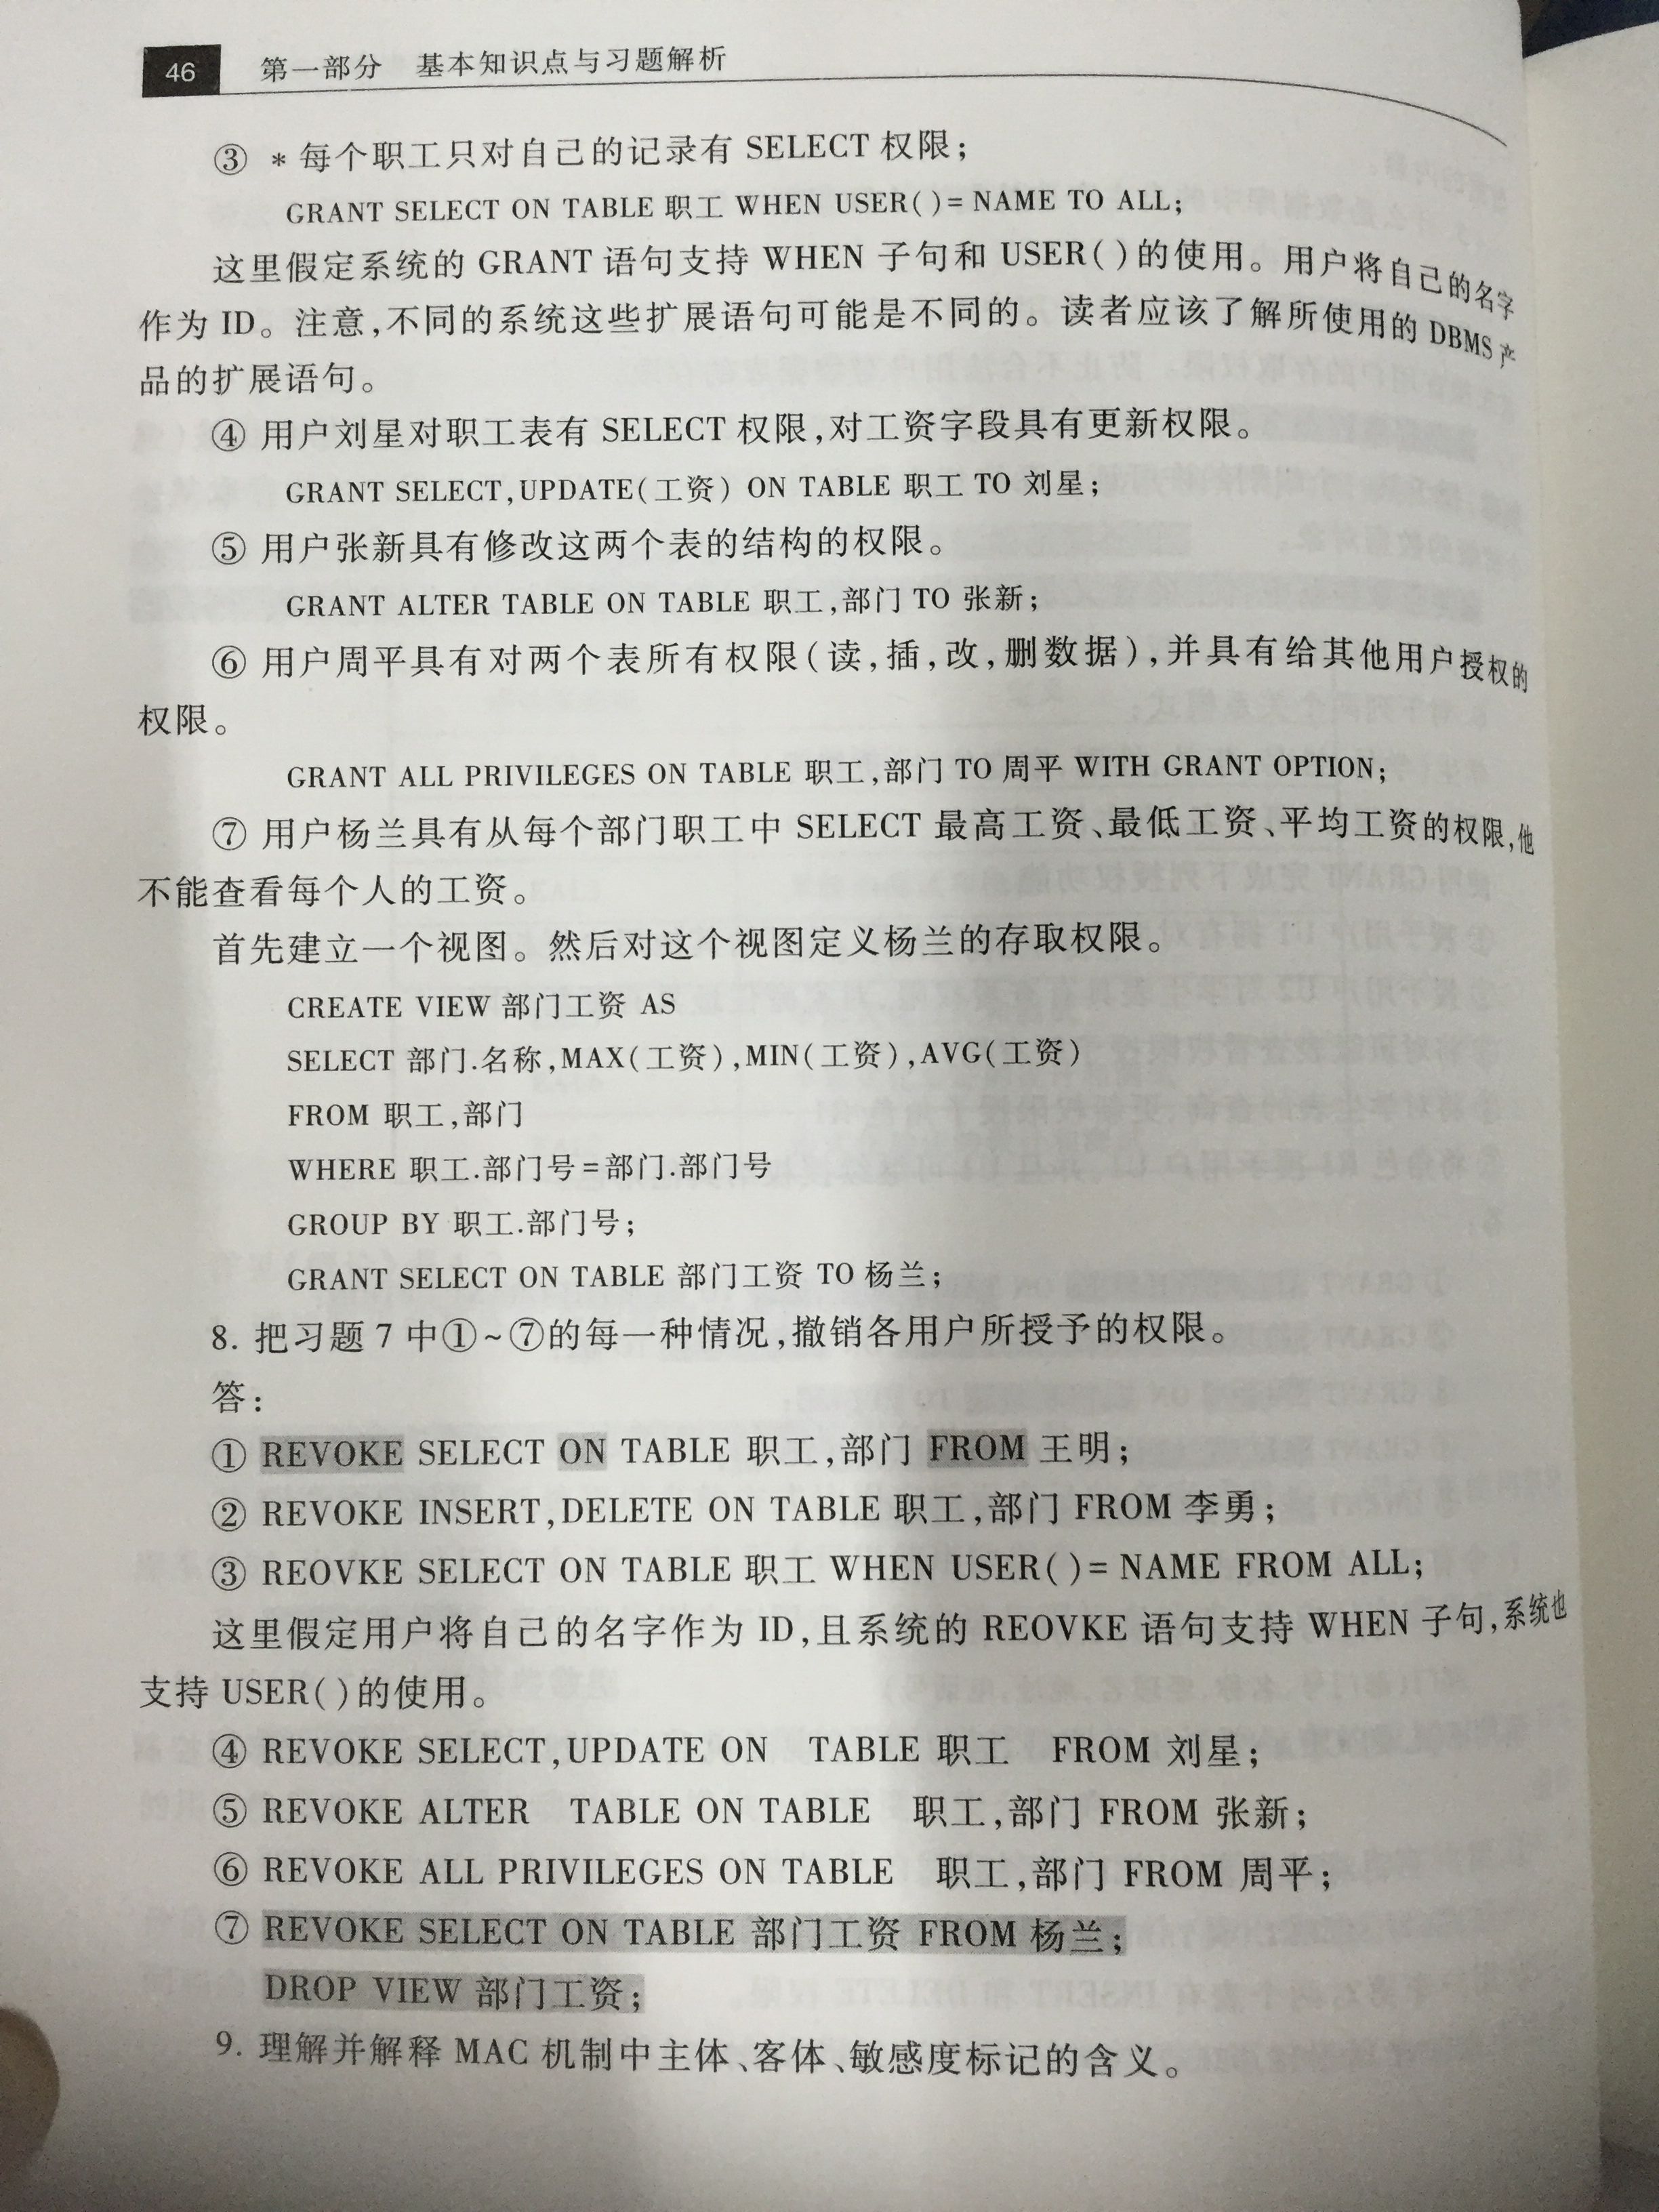 46 第一部分 基本知识点与习题解析
③ *每个职工只对自己的记录有 SELECT 权限;
GRANT SELECT ON TABLE 职工 WHEN USER( )= NAME TO ALL;
这里假定系统的 GRANT 语句支持 WHEN 子句和 USER( )的使用。用户将自己的名字
作为 ID。注意,不同的系统这些扩展语句可能是不同的。读者应该了解所使用的 DBMS 产
品的扩展语句。
④ 用户刘星对职工表有 SELECT 权限,对工资字段具有更新权限。
GRANT SELECT,UPDATE(工资) ON TABLE 职工 TO 刘星;
⑤ 用户张新具有修改这两个表的结构的权限。
GRANT ALTER TABLE ON TABLE 职工,部门 TO 张新;
⑥ 用户周平具有对两个表所有权限(读,插,改,删数据),并具有给其他用户授权的
权限。
GRANT ALL PRIVILEGES ON TABLE 职工,部门 TO 周平 WITH GRANT OPTION;
⑦ 用户杨兰具有从每个部门职工中 SELECT 最高工资、最低工资、平均工资的权限,他
不能查看每个人的工资。
首先建立一个视图。然后对这个视图定义杨兰的存取权限。
CREATE VIEW 部门工资 AS
SELECT 部门.名称,MAX(工资),MIN(工资),AVG(工资)
FROM 职工,部门
WHERE 职工.部门号=部门.部门号
GROUP BY 职工.部门号;
GRANT SELECT ON TABLE 部门工资 TO 杨兰;
8. 把习题 7 中①~⑦的每一种情况,撤销各用户所授予的权限。
答:
① REVOKE SELECT ON TABLE 职工,部门 FROM 王明;
② REVOKE INSERT,DELETE ON TABLE 职工,部门 FROM 李勇;
③ REOVKE SELECT ON TABLE 职工 WHEN USER( )= NAME FROM ALL;
这里假定用户将自己的名字作为 ID,且系统的 REOVKE 语句支持 WHEN 子句,系统也
支持 USER( )的使用。
④ REVOKE SELECT,UPDATE ON TABLE 职工 FROM 刘星;
⑤ REVOKE ALTER TABLE ON TABLE 职工,部门 FROM 张新;
⑥ REVOKE ALL PRIVILEGES ON TABLE 职工,部门 FROM 周平;
⑦ REVOKE SELECT ON TABLE 部门工资 FROM 杨兰;
DROP VIEW 部门工资;
9. 理解并解释 MAC 机制中主体、客体、敏感度标记的含义。